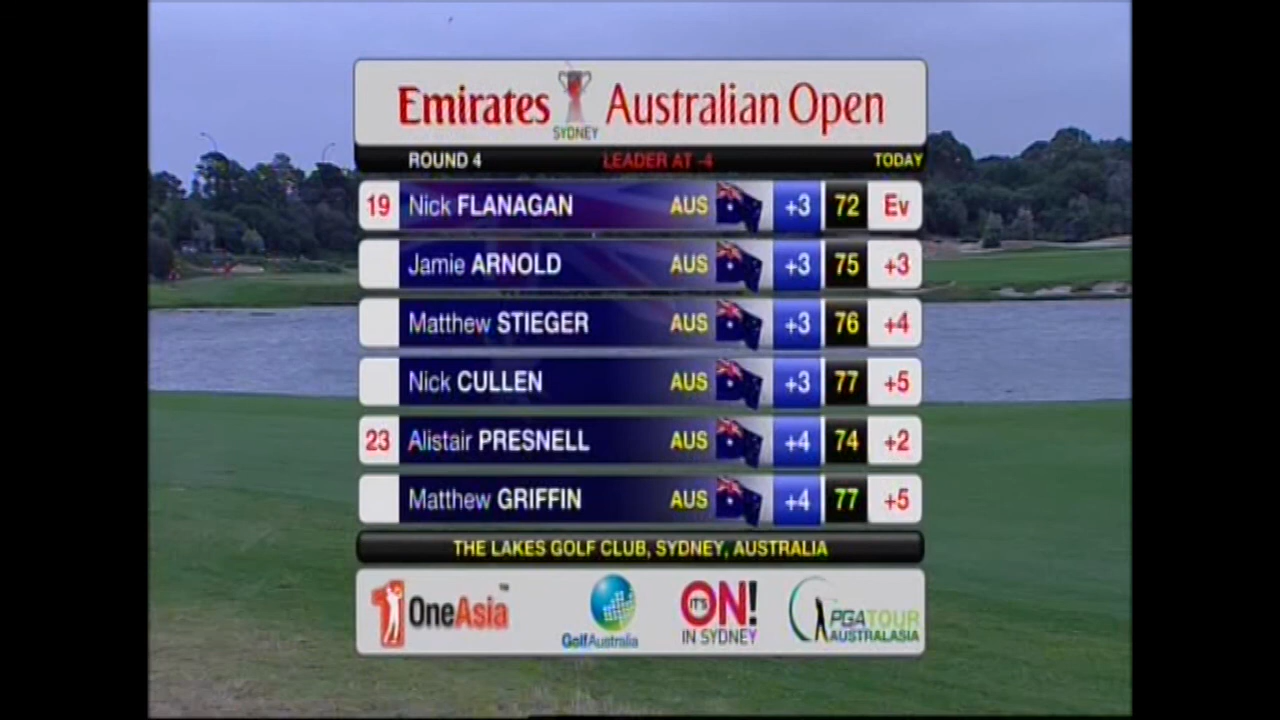 Emirates Australian Open
SYDNEY
ROUND 4 LEADER AT -4 TODAY
19 Nick FLANAGAN AUS +3 72 Ev
Jamie ARNOLD AUS +3 75 +3
Matthew STIEGER AUS +3 76 +4
Nick CULLEN AUS +3 77 +5
23 Alistair PRESNELL AUS +4 74 +2
Matthew GRIFFIN AUS +4 77 +5
THE LAKES GOLF CLUB, SYDNEY, AUSTRALIA
1 OneAsia™
GolfAustralia
IT'S ON!
IN SYDNEY
PGA TOUR
AUSTRALASIA